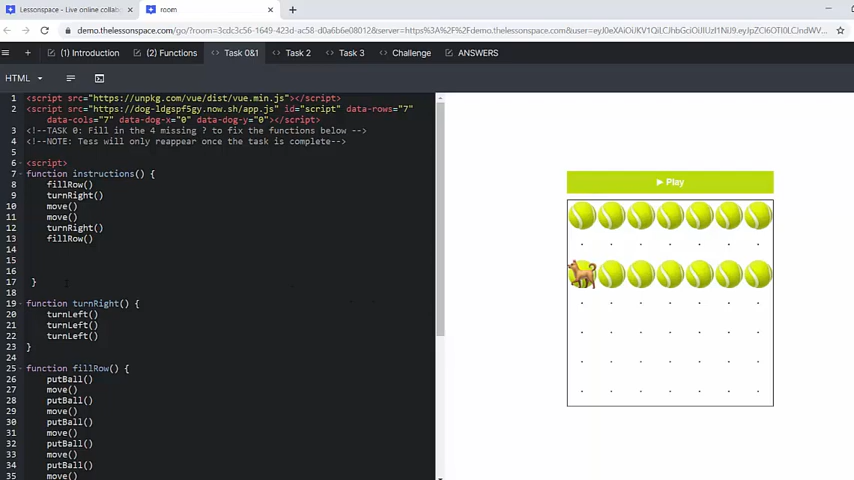 Lessonspace - Live online collab
room
demo.thelessonspace.com/go/?room=3cdc3c56-1649-423d-ac58-d0a6b6e08012&server=https%3A%2F%2Fdemo.thelessonspace.com&user=
(1) Introduction
(2) Functions
Task 0&1
Task 2
Task 3
Challenge
ANSWERS
HTML
1 <script src="https://unpkg.com/vue/dist/vue.min.js"></script>
2 <script src="https://dog-ldgspf5gy.now.sh/app.js" id="script" data-rows="7"
data-cols="7" data-dog-x="0" data-dog-y="0"></script>
3 <!--TASK 0: Fill in the 4 missing ? to fix the functions below -->
4 <!--NOTE: Tess will only reappear once the task is complete-->
5
6 <script>
7 function instructions() {
8 fillRow()
9 turnRight()
10 move()
11 move()
12 turnRight()
13 fillRow()
14
15
16
17 }
18
19 function turnRight() {
20 turnLeft()
21 turnLeft()
22 turnLeft()
23 }
24
25 function fillRow() {
26 putBall()
27 move()
28 putBall()
29 move()
30 putBall()
31 move()
32 putBall()
33 move()
34 putBall()
35 move()
Play